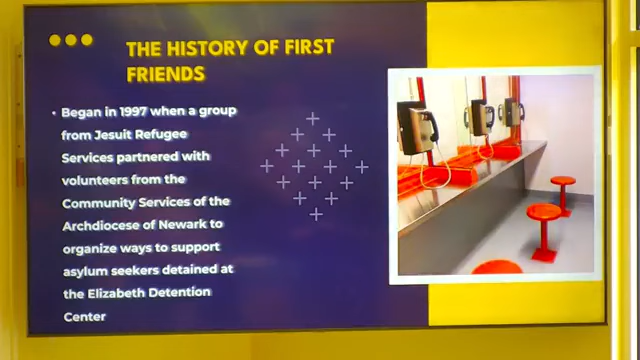 THE HISTORY OF FIRST
FRIENDS
• Began in 1997 when a group
from Jesuit Refugee
Services partnered with
volunteers from the
Community Services of the
Archdiocese of Newark to
organize ways to support
asylum seekers detained at
the Elizabeth Detention
Center